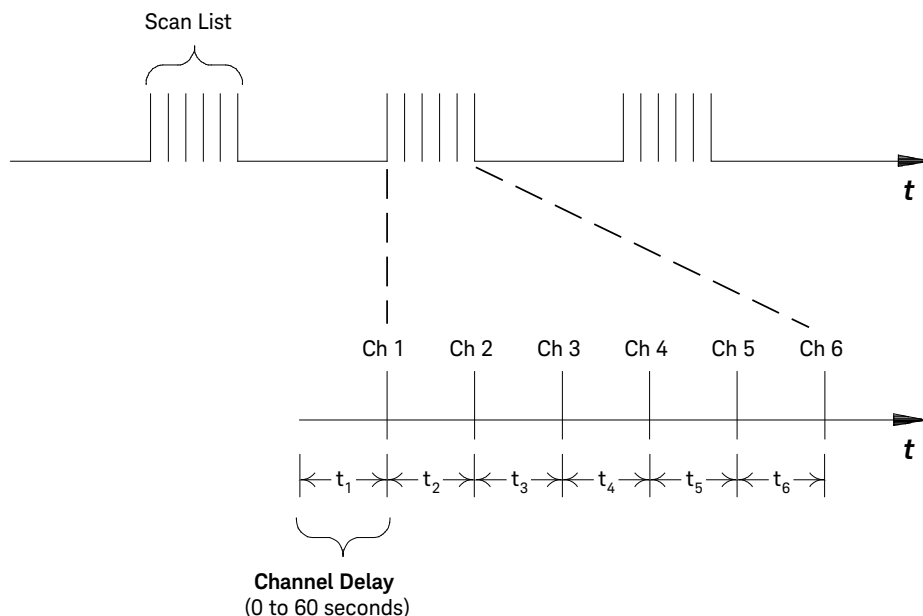 Scan List
t
Ch 1 Ch 2 Ch 3 Ch 4 Ch 5 Ch 6
t
t₁ t₂ t₃ t₄ t₅ t₆
Channel Delay
(0 to 60 seconds)